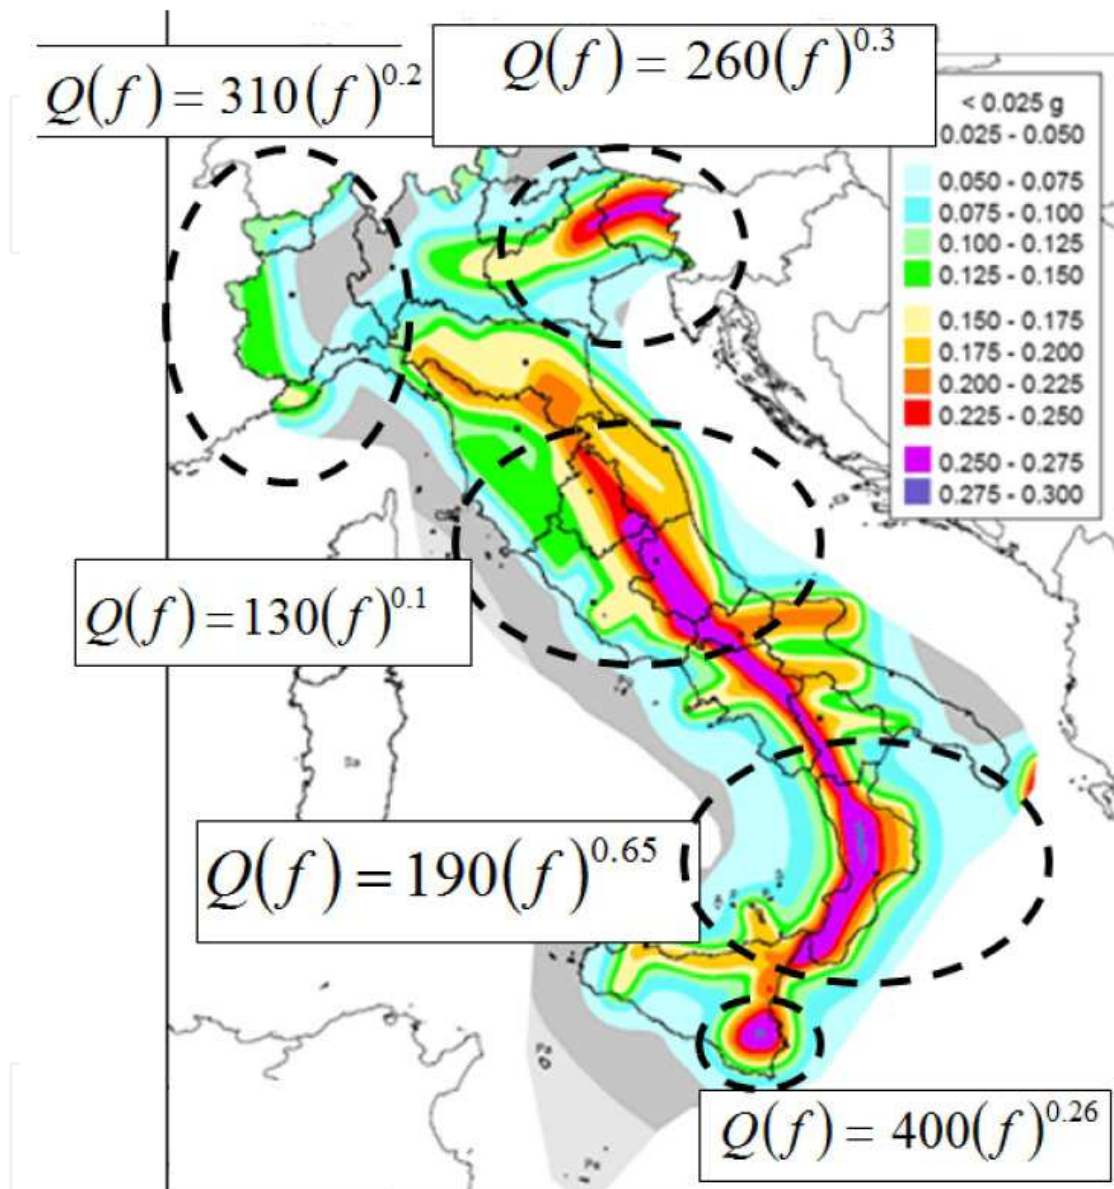 Q(f) = 310(f)^0.2
Q(f) = 260(f)^0.3
< 0.025 g
0.025 - 0.050
0.050 - 0.075
0.075 - 0.100
0.100 - 0.125
0.125 - 0.150
0.150 - 0.175
0.175 - 0.200
0.200 - 0.225
0.225 - 0.250
0.250 - 0.275
0.275 - 0.300
Q(f) = 130(f)^0.1
Q(f) = 190(f)^0.65
Q(f) = 400(f)^0.26